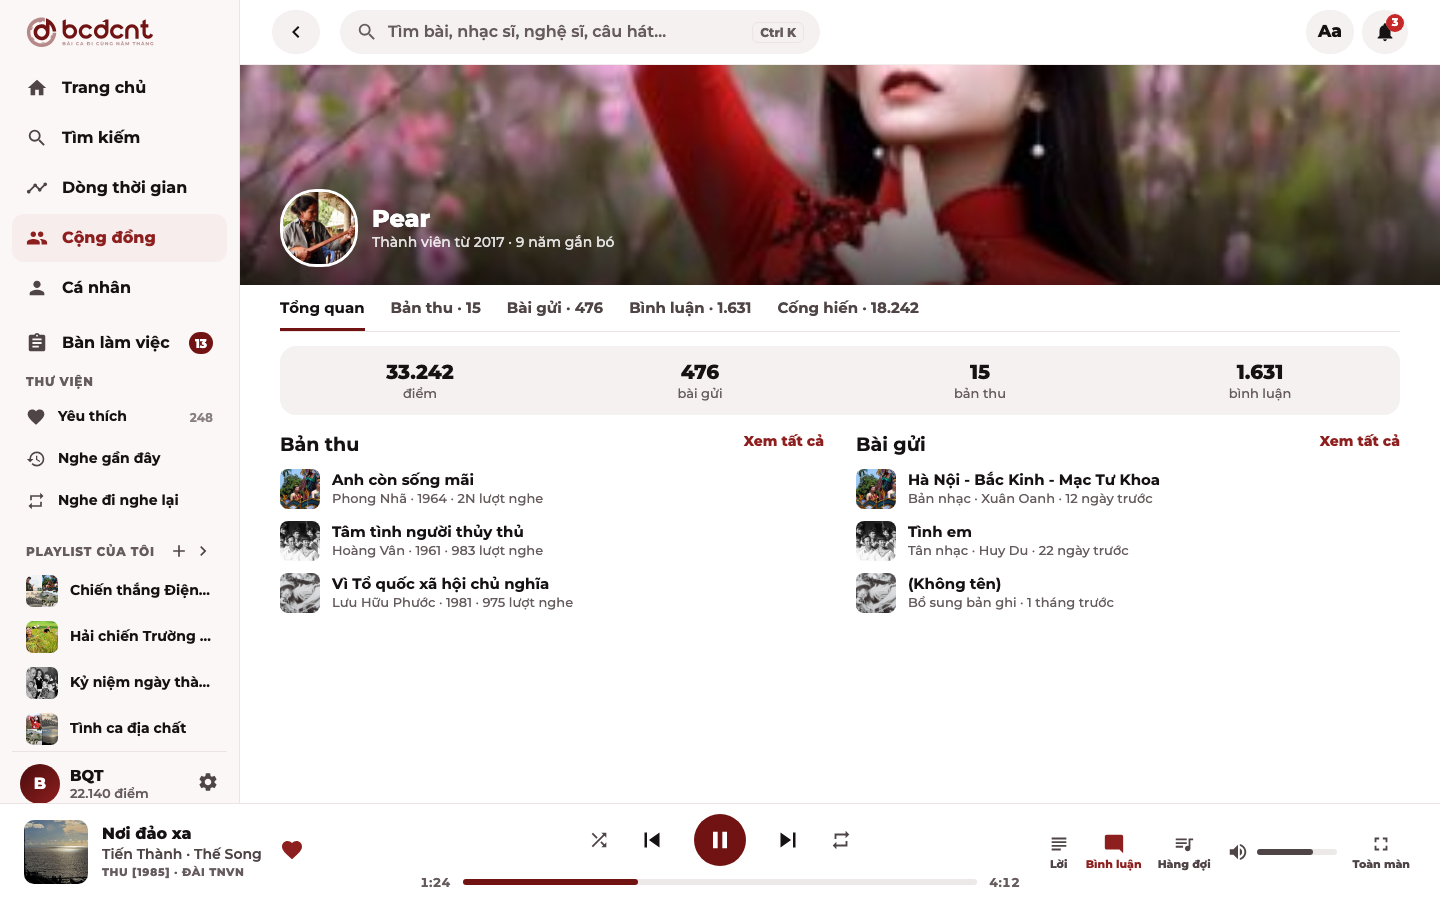 bcdcnt
BÀI CA ĐI CÙNG NĂM THÁNG
Tìm bài, nhạc sĩ, nghệ sĩ, câu hát...
Ctrl K
Aa
3
Trang chủ
Tìm kiếm
Dòng thời gian
Cộng đồng
Cá nhân
Bàn làm việc
13
THƯ VIỆN
Yêu thích
248
Nghe gần đây
Nghe đi nghe lại
PLAYLIST CỦA TÔI
Chiến thắng Điện...
Hải chiến Trường ...
Kỷ niệm ngày thà...
Tình ca địa chất
B
BQT
22.140 điểm
Pear
Thành viên từ 2017 · 9 năm gắn bó
Tổng quan
Bản thu · 15
Bài gửi · 476
Bình luận · 1.631
Cống hiến · 18.242
33.242
điểm
476
bài gửi
15
bản thu
1.631
bình luận
Bản thu
Xem tất cả
Anh còn sống mãi
Phong Nhã · 1964 · 2N lượt nghe
Tâm tình người thủy thủ
Hoàng Vân · 1961 · 983 lượt nghe
Vì Tổ quốc xã hội chủ nghĩa
Lưu Hữu Phước · 1981 · 975 lượt nghe
Bài gửi
Xem tất cả
Hà Nội - Bắc Kinh - Mạc Tư Khoa
Bản nhạc · Xuân Oanh · 12 ngày trước
Tình em
Tân nhạc · Huy Du · 22 ngày trước
(Không tên)
Bổ sung bản ghi · 1 tháng trước
Nơi đảo xa
Tiến Thành · Thế Song
THU [1985] · ĐÀI TNVN
1:24
4:12
Lời
Bình luận
Hàng đợi
Toàn màn